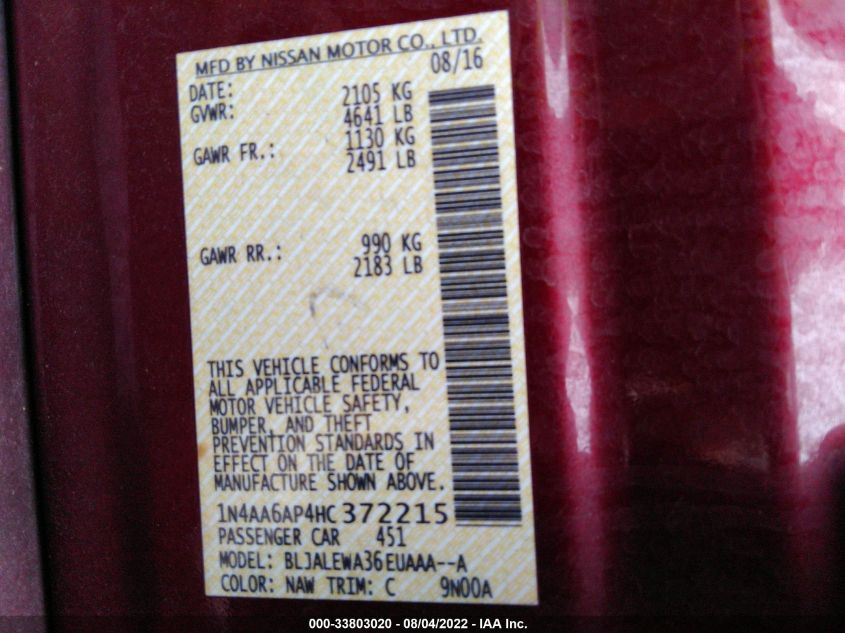 MFD BY NISSAN MOTOR CO., LTD.
DATE: 08/16
GVWR: 2105 KG
4641 LB
GAWR FR.: 1130 KG
2491 LB
GAWR RR.: 990 KG
2183 LB
THIS VEHICLE CONFORMS TO
ALL APPLICABLE FEDERAL
MOTOR VEHICLE SAFETY,
BUMPER, AND THEFT
PREVENTION STANDARDS IN
EFFECT ON THE DATE OF
MANUFACTURE SHOWN ABOVE.
1N4AA6AP4HC372215
PASSENGER CAR 451
MODEL: BLJALEWA36EUAAA--A
COLOR: NAW TRIM: C 9N00A
000-33803020 - 08/04/2022 - IAA Inc.